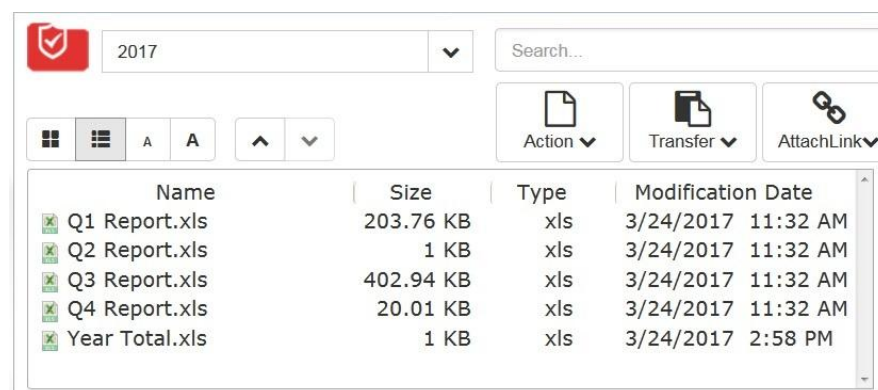 2017
Search...
A A
Action Transfer AttachLink
Name Size Type Modification Date
Q1 Report.xls 203.76 KB xls 3/24/2017 11:32 AM
Q2 Report.xls 1 KB xls 3/24/2017 11:32 AM
Q3 Report.xls 402.94 KB xls 3/24/2017 11:32 AM
Q4 Report.xls 20.01 KB xls 3/24/2017 11:32 AM
Year Total.xls 1 KB xls 3/24/2017 2:58 PM